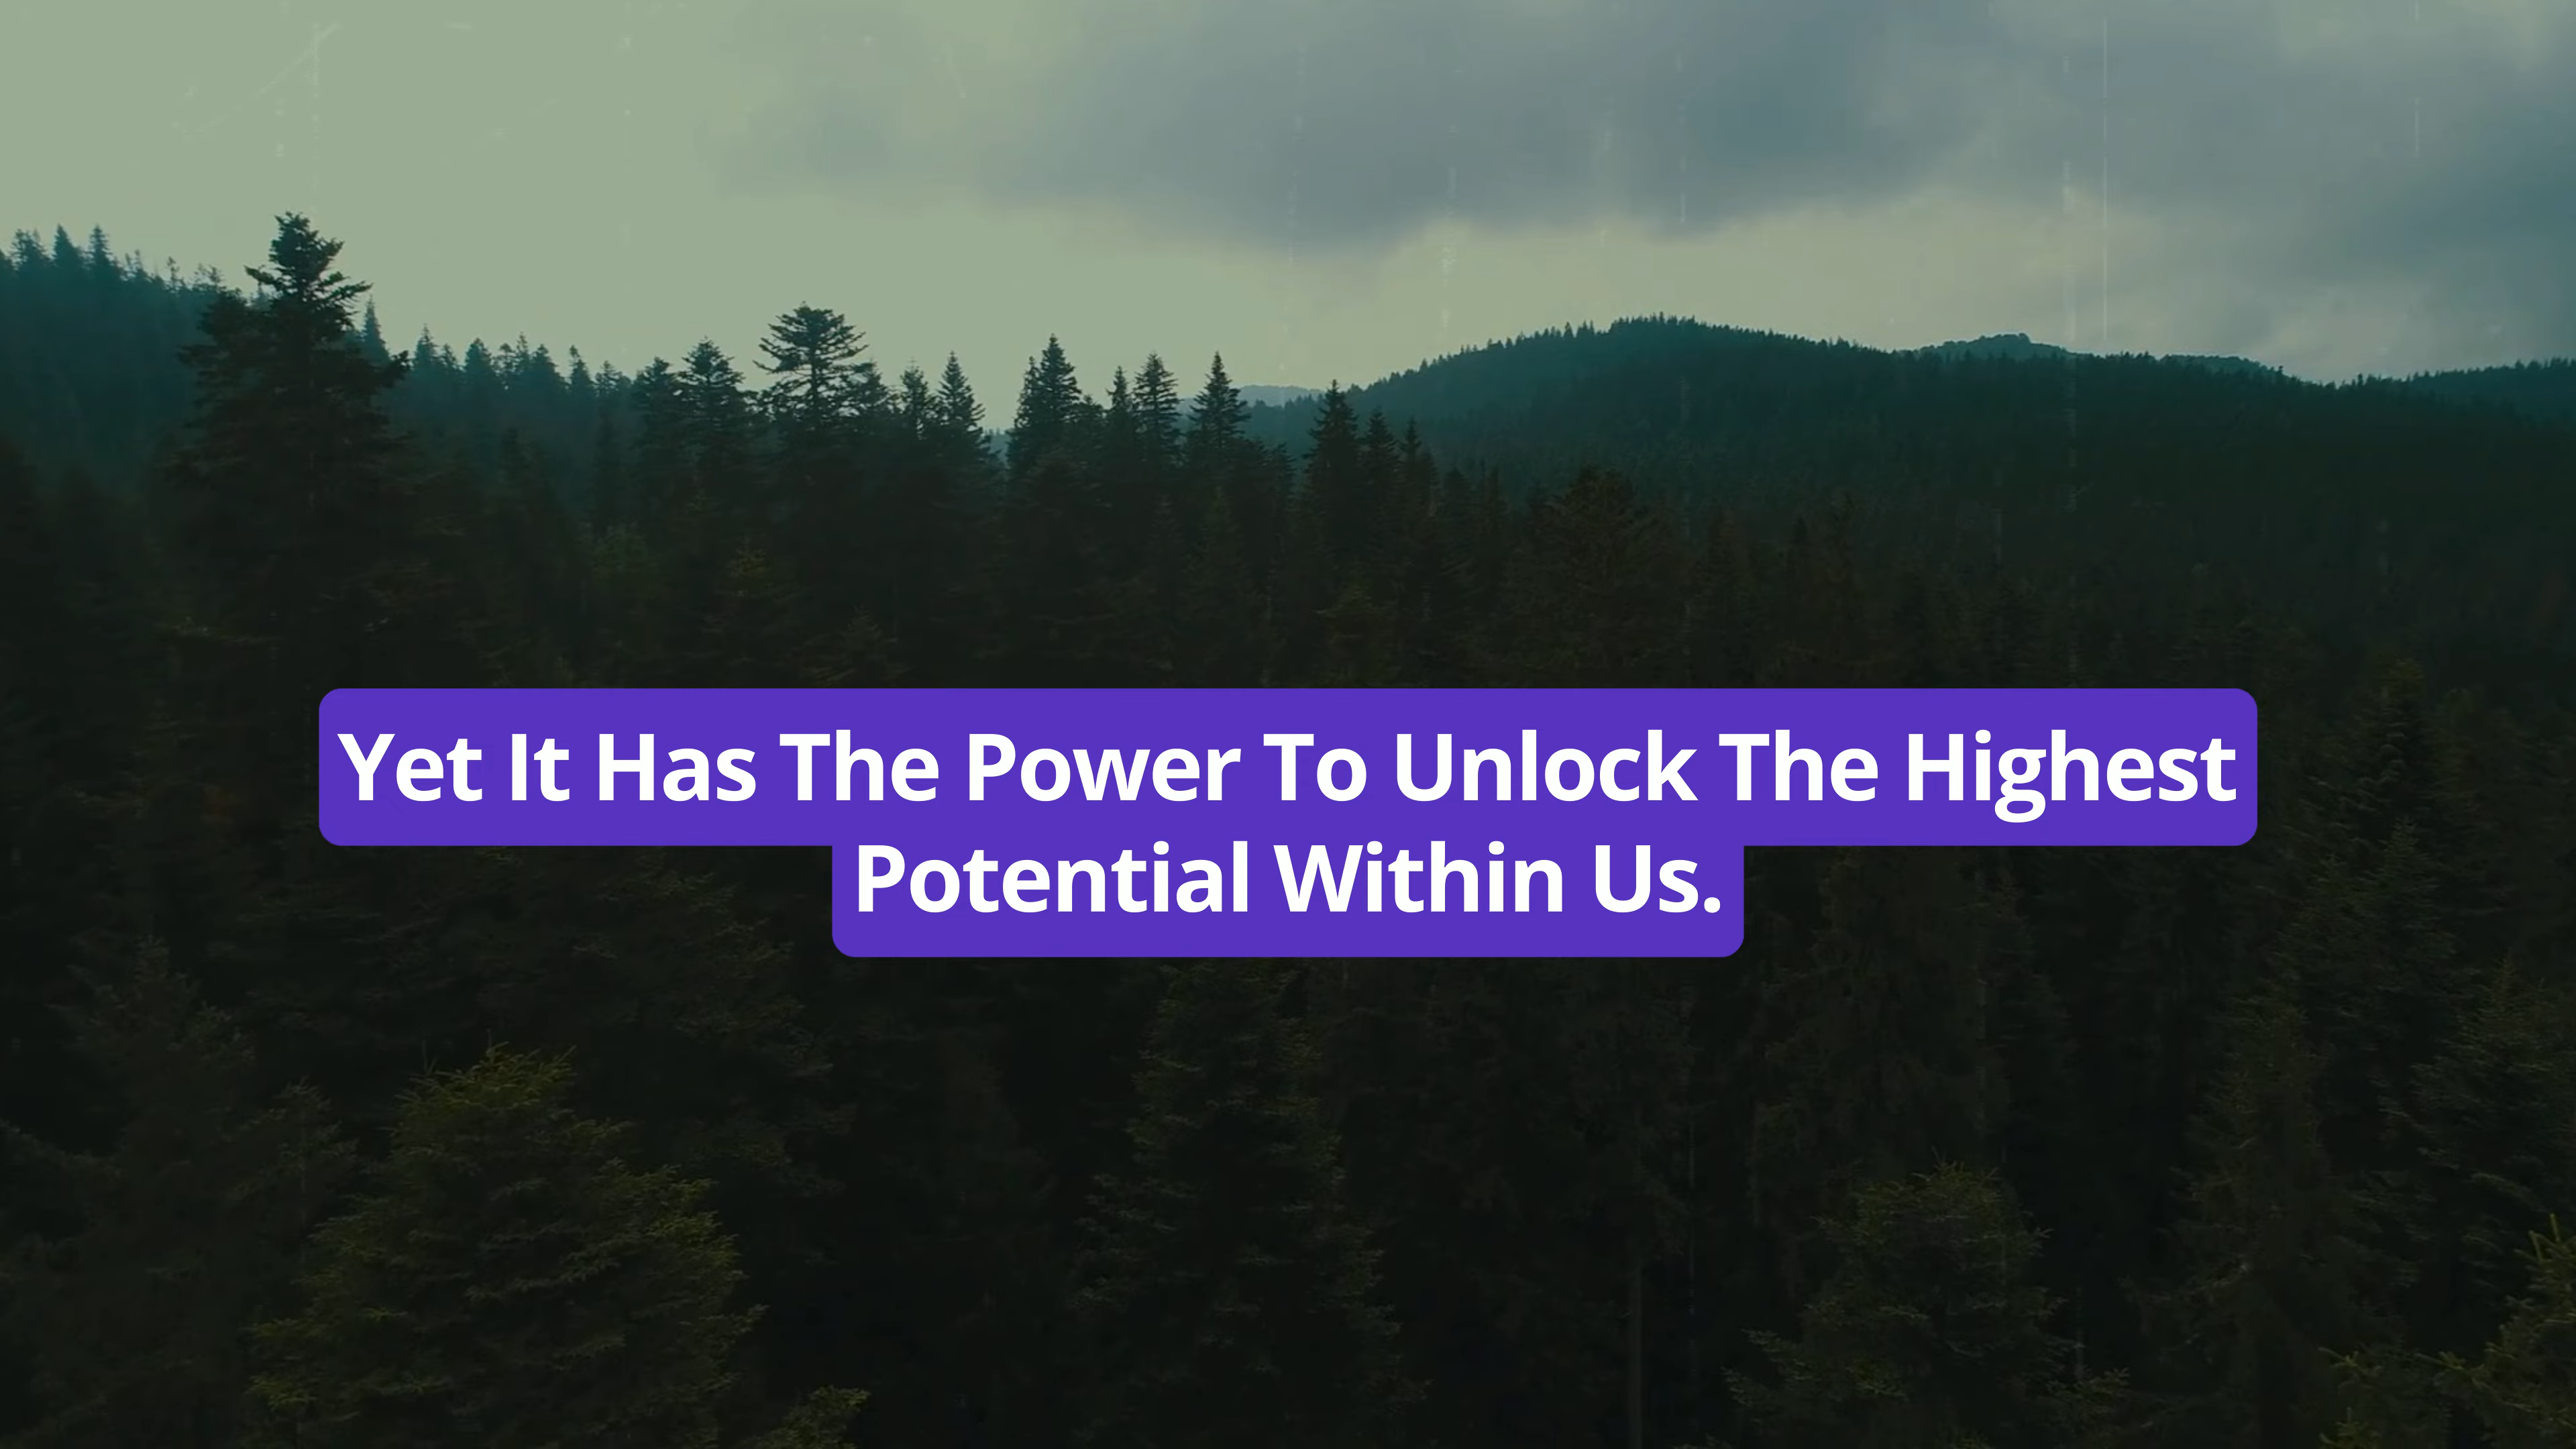 Yet It Has The Power To Unlock The Highest
Potential Within Us.